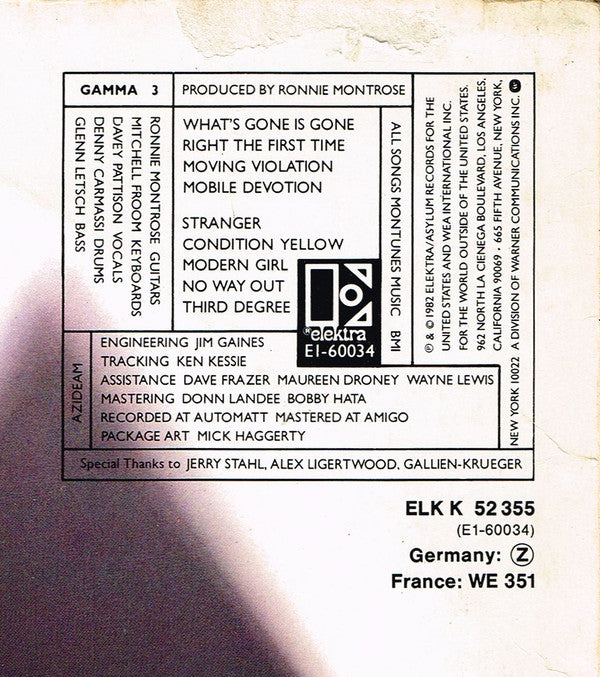 GAMMA 3
PRODUCED BY RONNIE MONTROSE
RONNIE MONTROSE GUITARS
MITCHELL FROOM KEYBOARDS
DAVEY PATTISON VOCALS
DENNY CARMASSI DRUMS
GLENN LETSCH BASS
WHAT'S GONE IS GONE
RIGHT THE FIRST TIME
MOVING VIOLATION
MOBILE DEVOTION
STRANGER
CONDITION YELLOW
MODERN GIRL
NO WAY OUT
THIRD DEGREE
ALL SONGS MONTUNES MUSIC BMI
℗ & © 1982 ELEKTRA/ASYLUM RECORDS FOR THE
UNITED STATES AND WEA INTERNATIONAL INC.
FOR THE WORLD OUTSIDE OF THE UNITED STATES.
962 NORTH LA CIENEGA BOULEVARD, LOS ANGELES,
CALIFORNIA 90069 · 665 FIFTH AVENUE, NEW YORK,
NEW YORK 10022 A DIVISION OF WARNER COMMUNICATIONS INC.
®elektra
E1-60034
AZIDEAM
ENGINEERING JIM GAINES
TRACKING KEN KESSIE
ASSISTANCE DAVE FRAZER MAUREEN DRONEY WAYNE LEWIS
MASTERING DONN LANDEE BOBBY HATA
RECORDED AT AUTOMATT MASTERED AT AMIGO
PACKAGE ART MICK HAGGERTY
Special Thanks to JERRY STAHL, ALEX LIGERTWOOD, GALLIEN-KRUEGER
ELK K 52 355
(E1-60034)
Germany: Ⓩ
France: WE 351